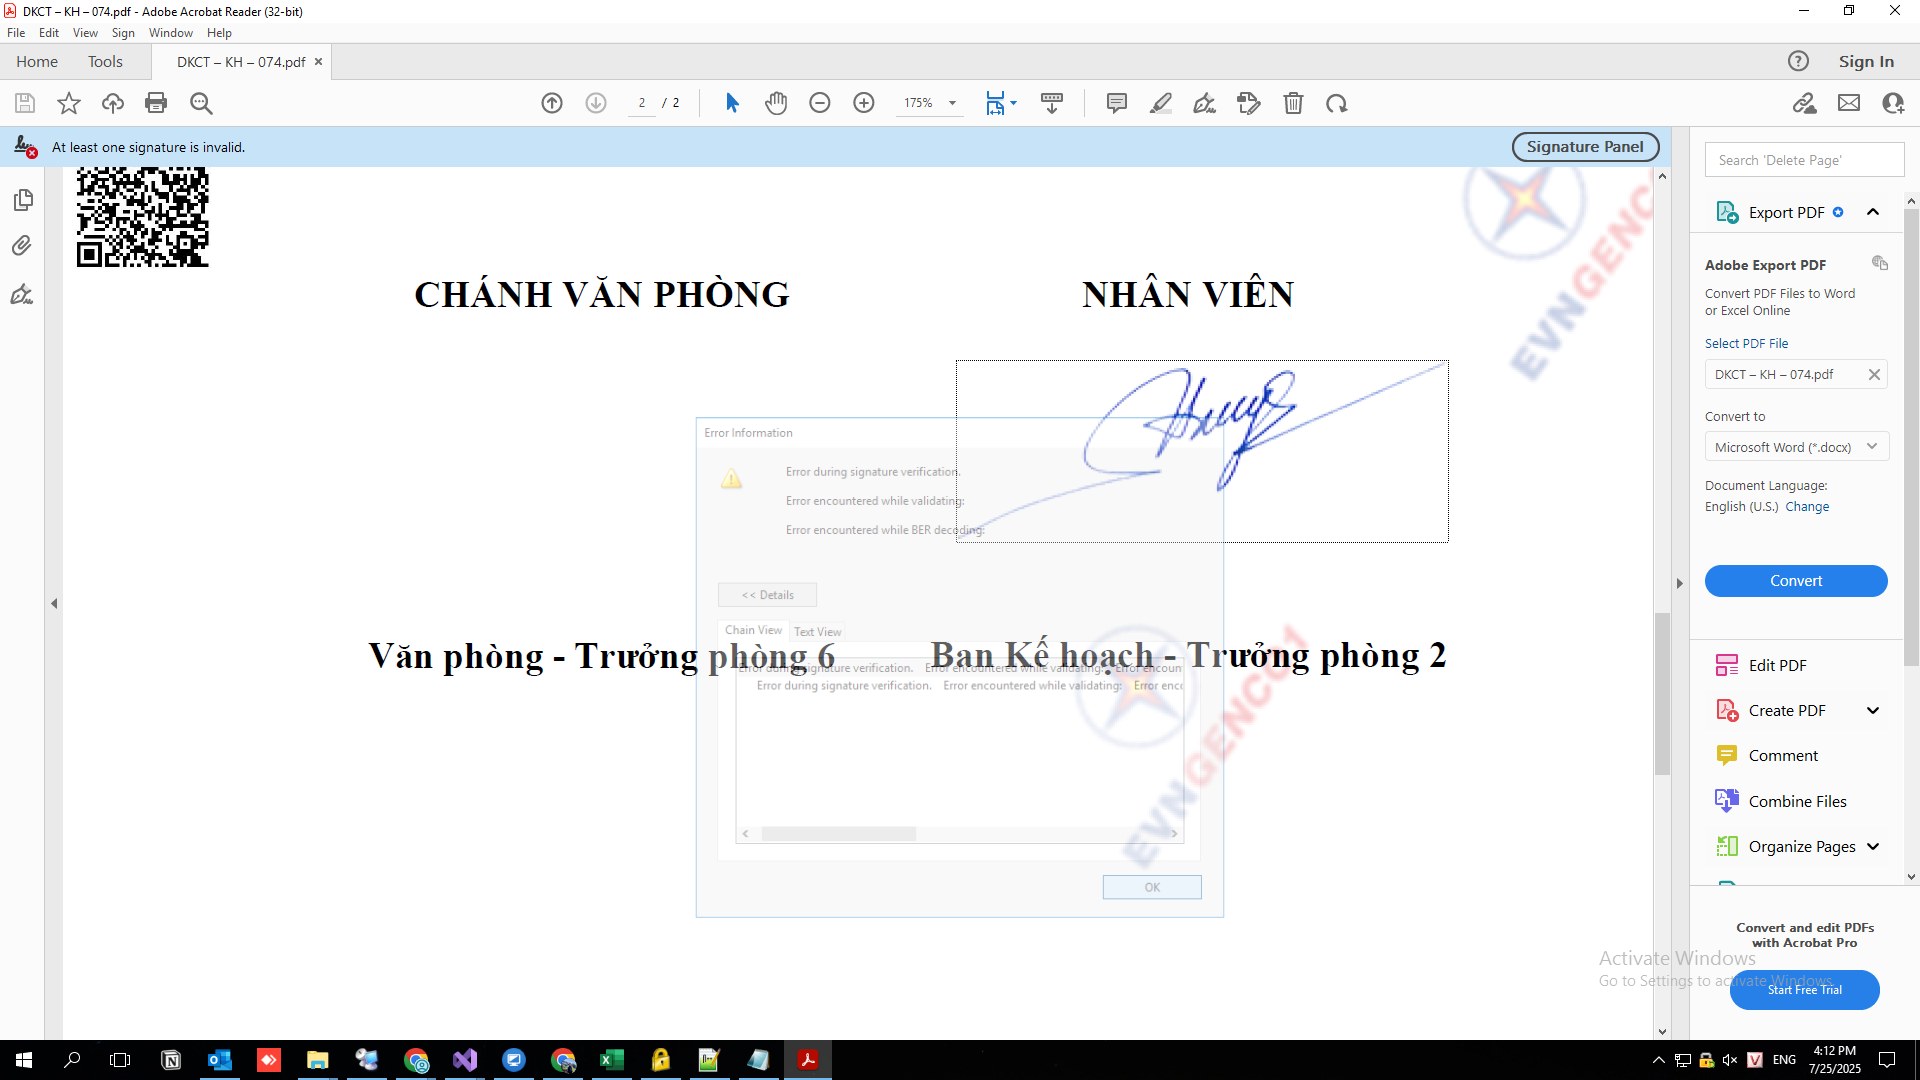 DKCT – KH – 074.pdf - Adobe Acrobat Reader (32-bit)
File Edit View Sign Window Help
Home Tools DKCT – KH – 074.pdf Sign In
2 / 2 175%
At least one signature is invalid. Signature Panel
Search 'Delete Page'
Export PDF
Adobe Export PDF
Convert PDF Files to Word
or Excel Online
Select PDF File
DKCT – KH – 074.pdf
Convert to
Microsoft Word (*.docx)
Document Language:
English (U.S.) Change
Convert
Edit PDF
Create PDF
Comment
Combine Files
Organize Pages
Convert and edit PDFs
with Acrobat Pro
Start Free Trial
CHÁNH VĂN PHÒNG NHÂN VIÊN
EVNGENCO1
Error Information
Error during signature verification.
Error encountered while validating:
Error encountered while BER decoding:
<< Details
Chain View Text View
Error during signature verification. Error encountered while validating: Error encoun
Error during signature verification. Error encountered while validating: Error enco
OK
Văn phòng - Trưởng phòng 6 Ban Kế hoạch - Trưởng phòng 2
EVNGENCO1
Activate Windows
Go to Settings to activate Windows.
ENG
4:12 PM
7/25/2025